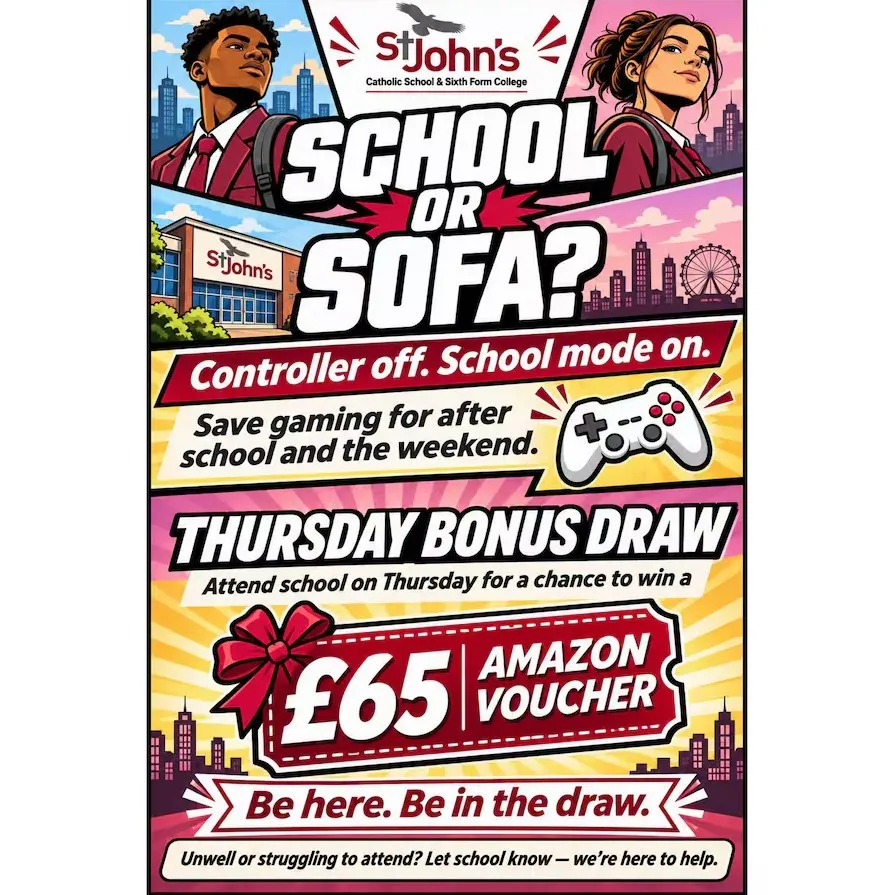 St John's
Catholic School & Sixth Form College
SCHOOL
OR
SOFA?
St John's
Controller off. School mode on.
Save gaming for after
school and the weekend.
THURSDAY BONUS DRAW
Attend school on Thursday for a chance to win a
£65
AMAZON
VOUCHER
Be here. Be in the draw.
Unwell or struggling to attend? Let school know — we're here to help.